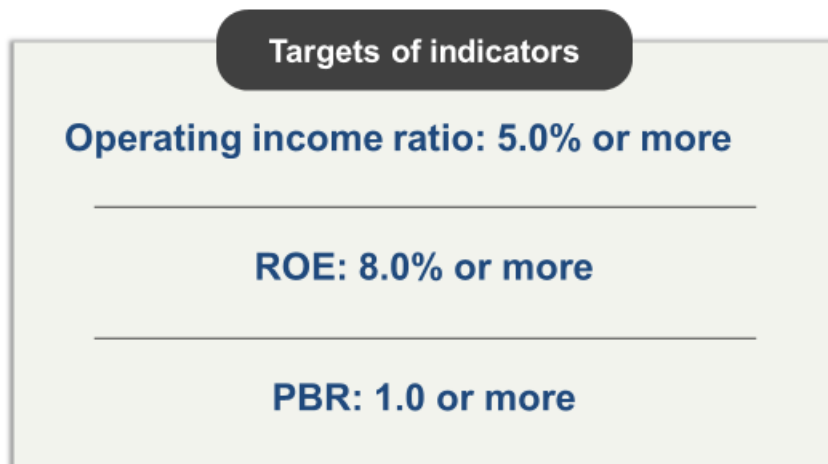 Targets of indicators
Operating income ratio: 5.0% or more
ROE: 8.0% or more
PBR: 1.0 or more